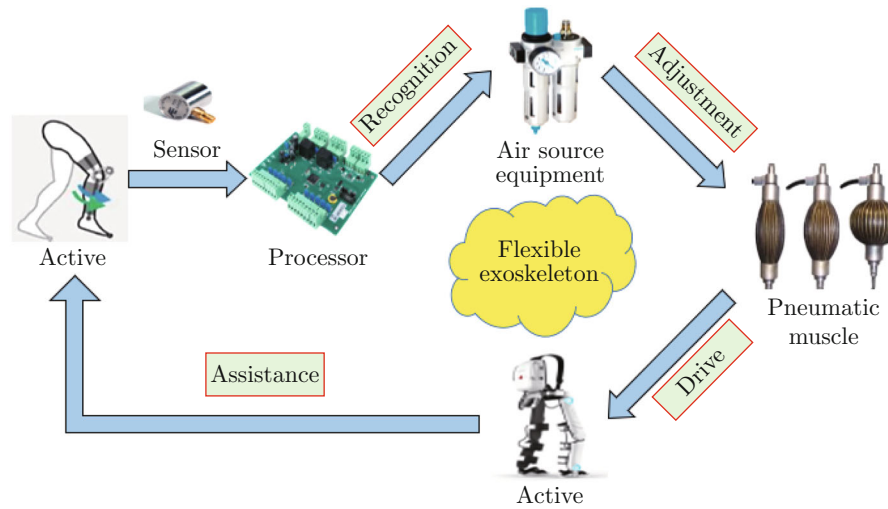 Recognition
Adjustment
Sensor
Air source
equipment
Active
Processor
Flexible
exoskeleton
Pneumatic
muscle
Drive
Assistance
Active